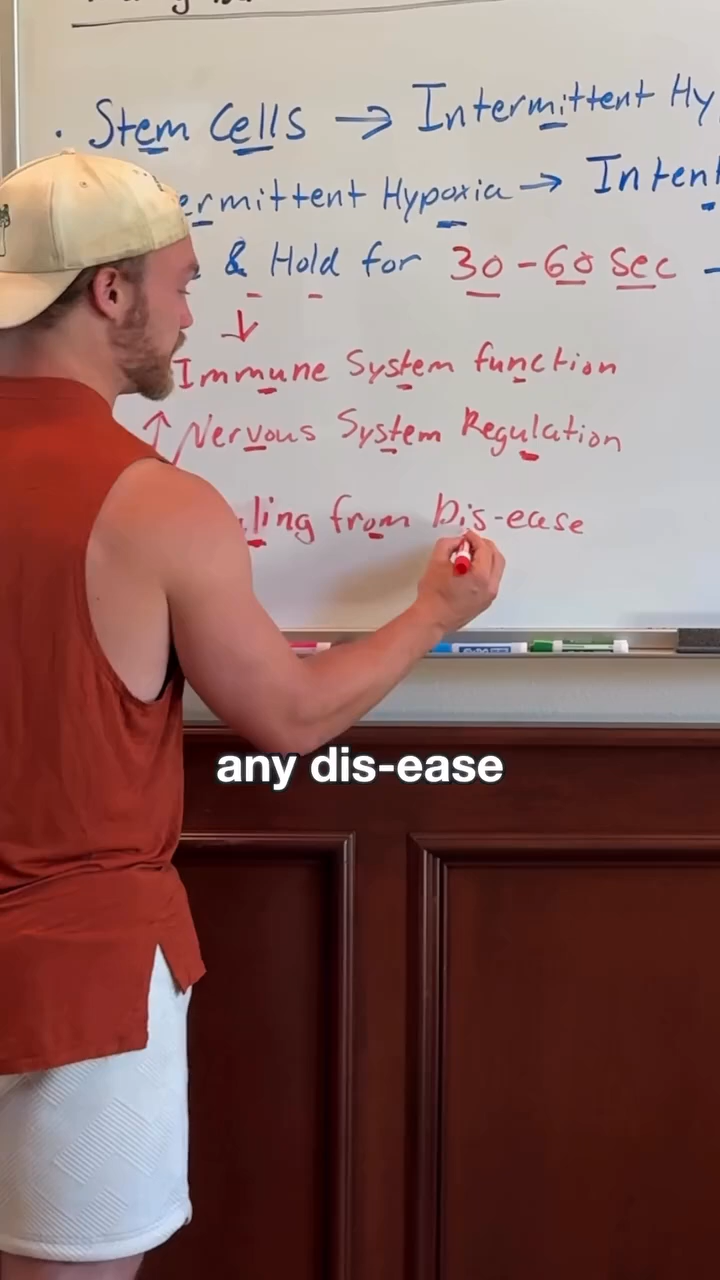 · Stem Cells → Intermittent Hy
ermittent Hypoxia → Intent
& Hold for 30-60 Sec -
↓
Immune System function
↑ Nervous System Regulation
ling from Dis-ease
any dis-ease